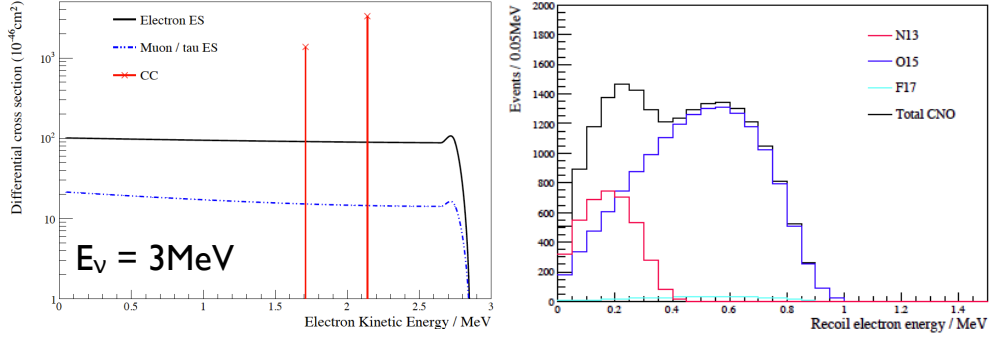 Differential cross section (10⁻⁴⁶cm²)
10³
10²
10
1
Electron ES
Muon / tau ES
CC
Eν = 3MeV
0 0.5 1 1.5 2 2.5 3
Electron Kinetic Energy / MeV
Events / 0.05MeV
2000
1800
1600
1400
1200
1000
800
600
400
200
0
N13
O15
F17
Total CNO
0 0.2 0.4 0.6 0.8 1 1.2 1.4
Recoil electron energy / MeV